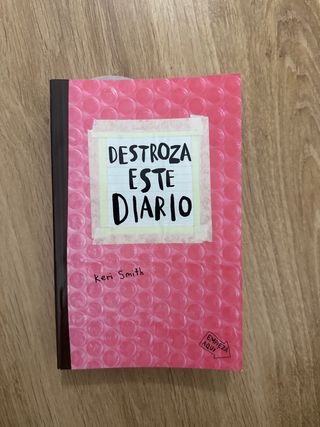 DESTROZA
ESTE
DIARIO
Keri Smith
EMPIEZA
AQUÍ